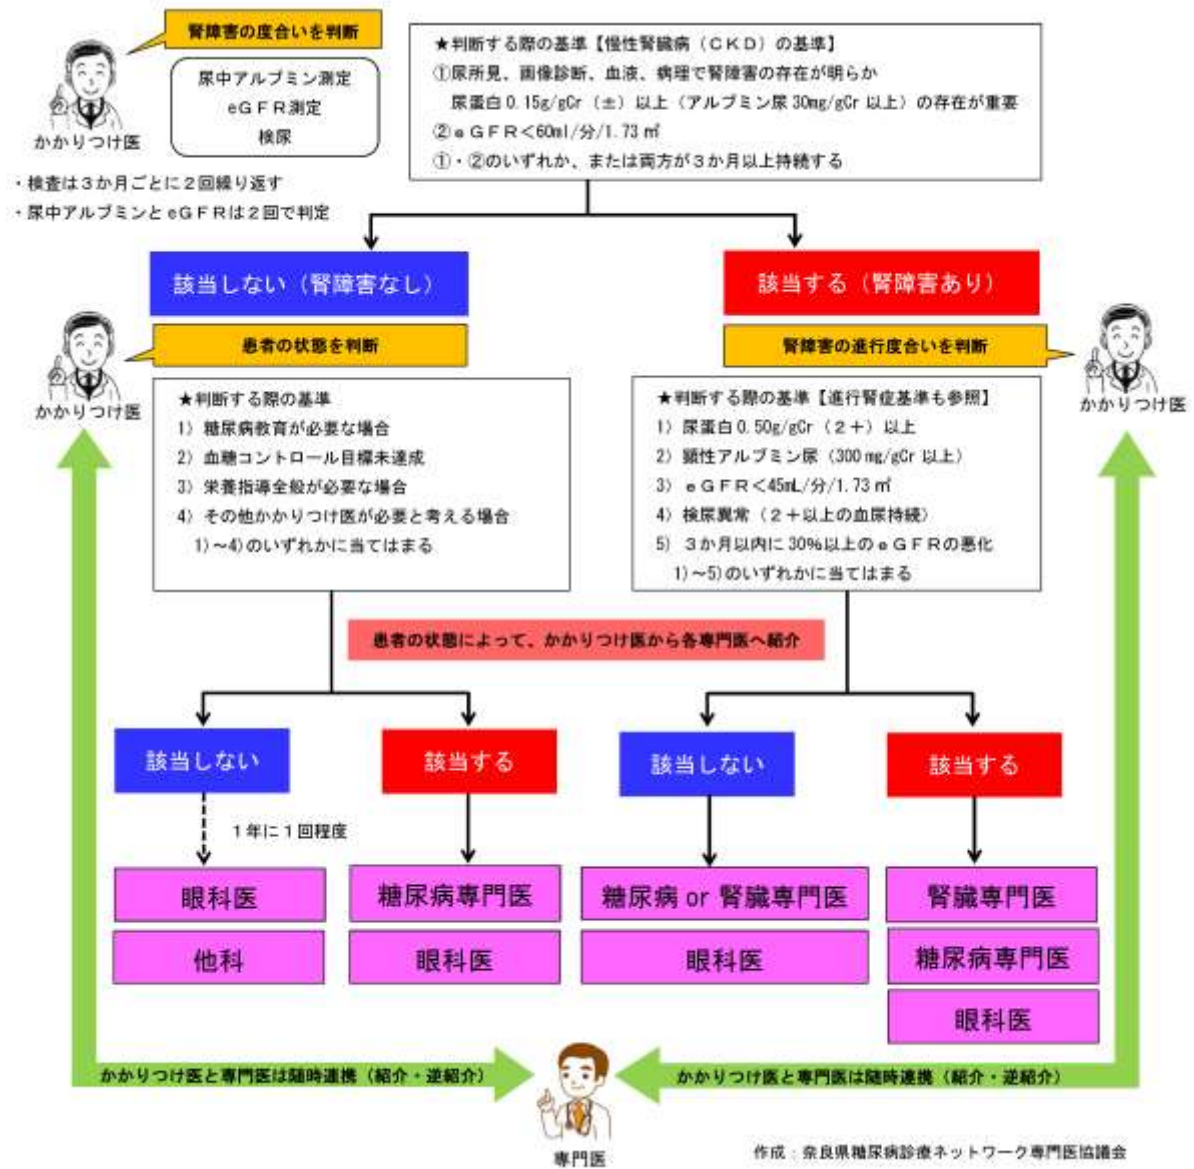 腎障害の度合いを判断
尿中アルブミン測定
eGFR測定
検尿
かかりつけ医
・検査は3か月ごとに2回繰り返す
・尿中アルブミンとeGFRは2回で判定
★判断する際の基準【慢性腎臓病（CKD）の基準】
①尿所見、画像診断、血液、病理で腎障害の存在が明らか
尿蛋白0.15g/gCr（±）以上（アルブミン尿30mg/gCr以上）の存在が重要
②eGFR<60ml/分/1.73㎡
①・②のいずれか、または両方が3か月以上持続する
該当しない（腎障害なし）
該当する（腎障害あり）
患者の状態を判断
かかりつけ医
★判断する際の基準
1）糖尿病教育が必要な場合
2）血糖コントロール目標未達成
3）栄養指導全般が必要な場合
4）その他かかりつけ医が必要と考える場合
1)～4)のいずれかに当てはまる
腎障害の進行度合いを判断
かかりつけ医
★判断する際の基準【進行腎症基準も参照】
1）尿蛋白0.50g/gCr（2+）以上
2）顕性アルブミン尿（300mg/gCr以上）
3）eGFR<45mL/分/1.73㎡
4）検尿異常（2+以上の血尿持続）
5）3か月以内に30%以上のeGFRの悪化
1)～5)のいずれかに当てはまる
患者の状態によって、かかりつけ医から各専門医へ紹介
該当しない
該当する
該当しない
該当する
1年に1回程度
眼科医
他科
糖尿病専門医
眼科医
糖尿病 or 腎臓専門医
眼科医
腎臓専門医
糖尿病専門医
眼科医
かかりつけ医と専門医は随時連携（紹介・逆紹介）
かかりつけ医と専門医は随時連携（紹介・逆紹介）
専門医
作成：奈良県糖尿病診療ネットワーク専門医協議会